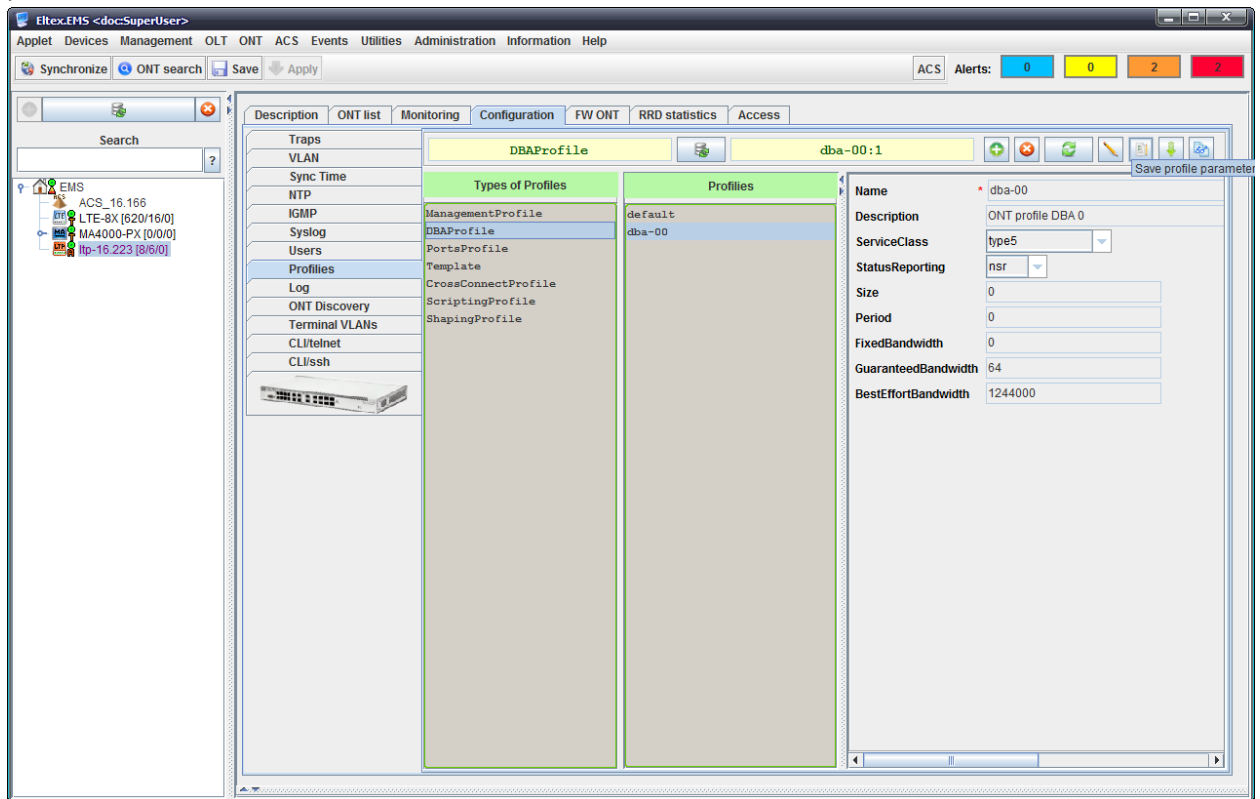 Eltex.EMS <doc:SuperUser>
Applet Devices Management OLT ONT ACS Events Utilities Administration Information Help
Synchronize ONT search Save Apply ACS Alerts: 0 0 2 2
Search
?
EMS
ACS_16.166
LTE-8X [620/16/0]
MA4000-PX [0/0/0]
ltp-16.223 [8/6/0]
Description ONT list Monitoring Configuration FW ONT RRD statistics Access
Traps
VLAN
Sync Time
NTP
IGMP
Syslog
Users
Profilies
Log
ONT Discovery
Terminal VLANs
CLI/telnet
CLI/ssh
DBAProfile dba-00:1
Save profile parameter
Types of Profiles
ManagementProfile
DBAProfile
PortsProfile
Template
CrossConnectProfile
ScriptingProfile
ShapingProfile
Profilies
default
dba-00
Name * dba-00
Description ONT profile DBA 0
ServiceClass type5
StatusReporting nsr
Size 0
Period 0
FixedBandwidth 0
GuaranteedBandwidth 64
BestEffortBandwidth 1244000